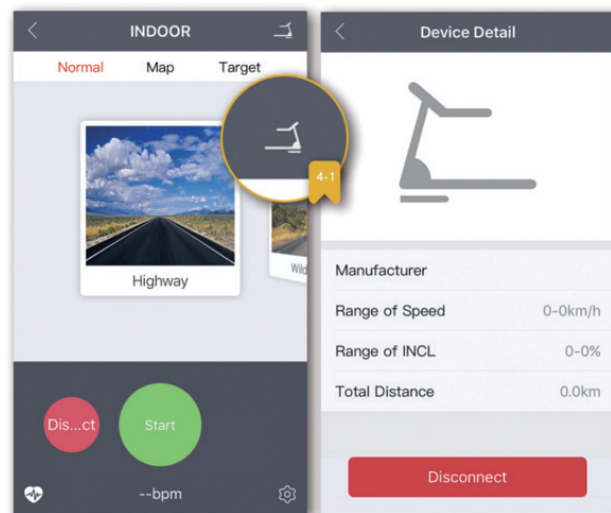 INDOOR
Normal Map Target
4-1
Highway
Wild
Dis...ct
Start
--bpm
Device Detail
Manufacturer
Range of Speed 0-0km/h
Range of INCL 0-0%
Total Distance 0.0km
Disconnect